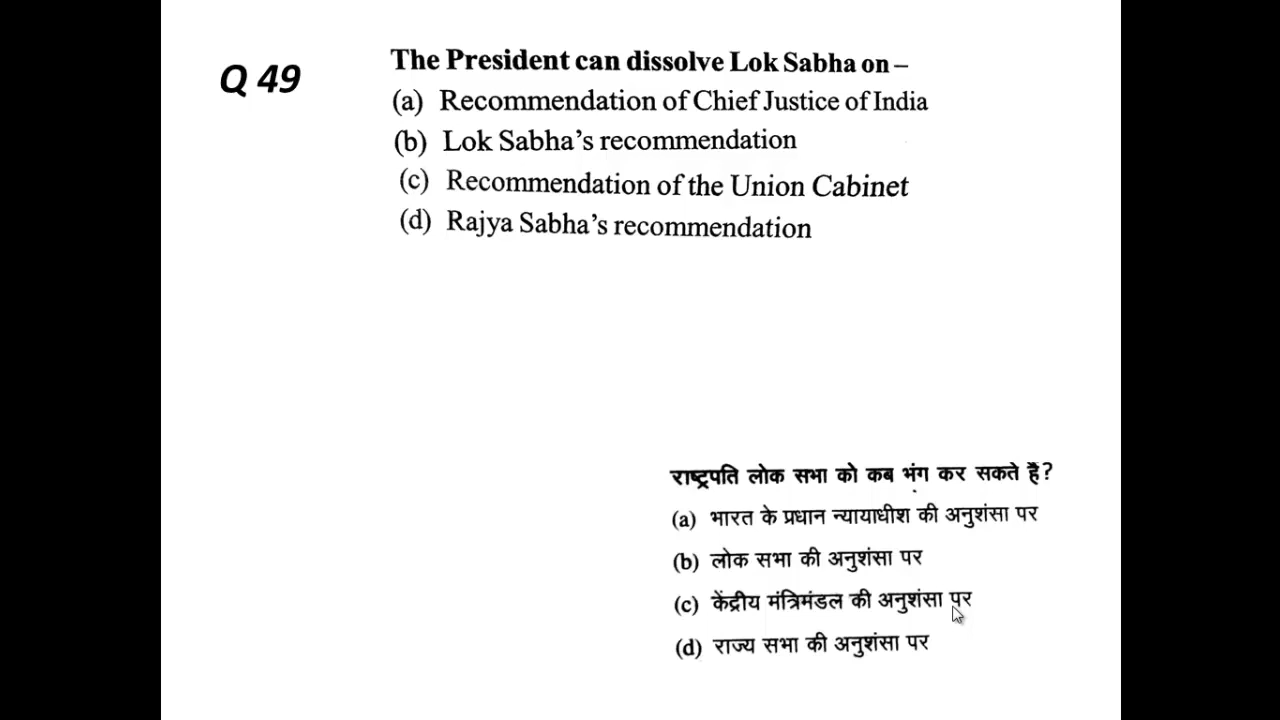 Q 49
The President can dissolve Lok Sabha on –
(a) Recommendation of Chief Justice of India
(b) Lok Sabha's recommendation
(c) Recommendation of the Union Cabinet
(d) Rajya Sabha's recommendation
राष्ट्रपति लोक सभा को कब भंग कर सकते है?
(a) भारत के प्रधान न्यायाधीश की अनुशंसा पर
(b) लोक सभा की अनुशंसा पर
(c) केंद्रीय मंत्रिमंडल की अनुशंसा पर
(d) राज्य सभा की अनुशंसा पर